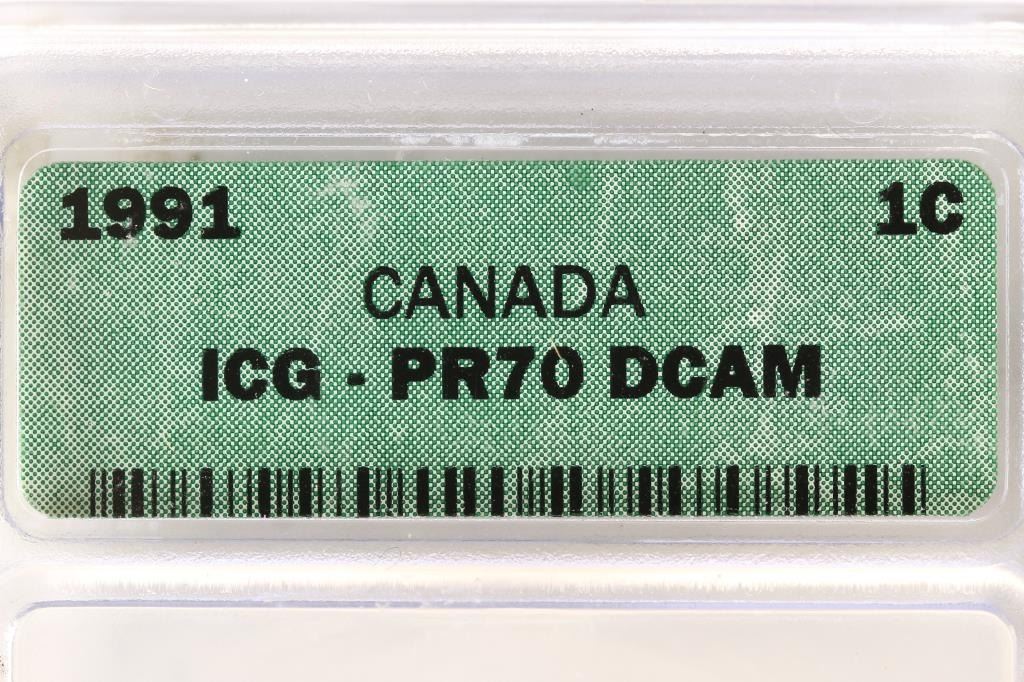 1991 1C
CANADA
ICG - PR70 DCAM